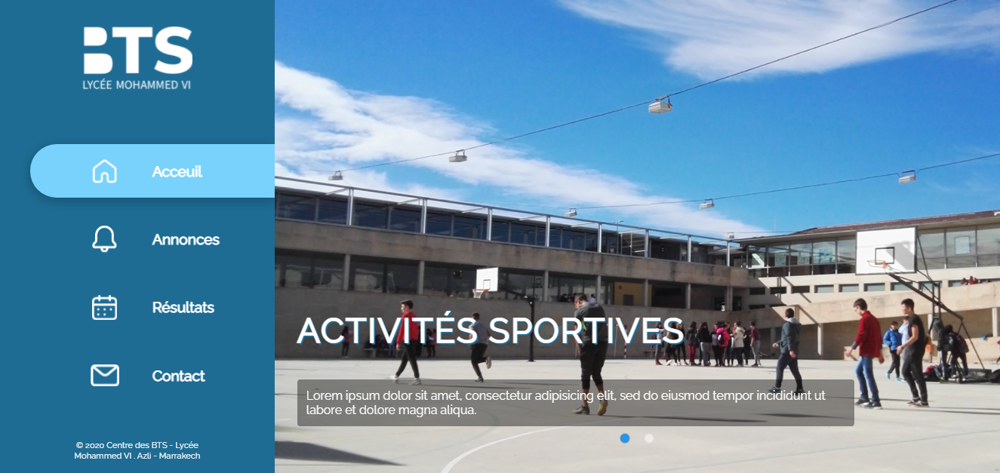 BTS
LYCÉE MOHAMMED VI
Acceuil
Annonces
Résultats
Contact
© 2020 Centre des BTS - Lycée
Mohammed VI . Azli - Marrakech
ACTIVITÉS SPORTIVES
Lorem ipsum dolor sit amet, consectetur adipisicing elit, sed do eiusmod tempor incididunt ut
labore et dolore magna aliqua.